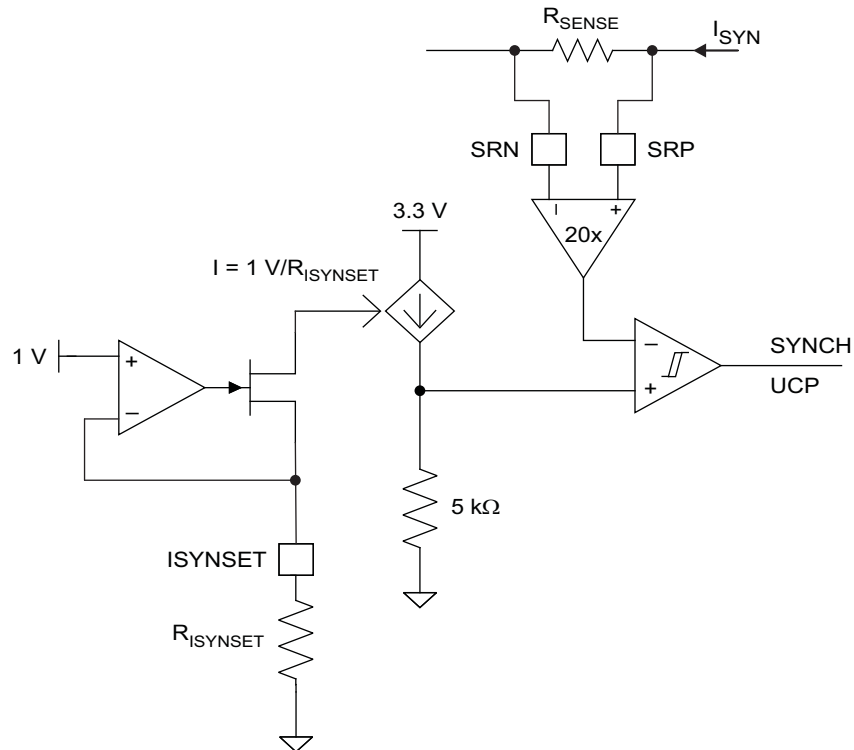 R_SENSE
I_SYN
SRN
SRP
− +
20x
3.3 V
I = 1 V/R_ISYNSET
1 V
+
−
−
+
SYNCH
UCP
5 kΩ
ISYNSET
R_ISYNSET